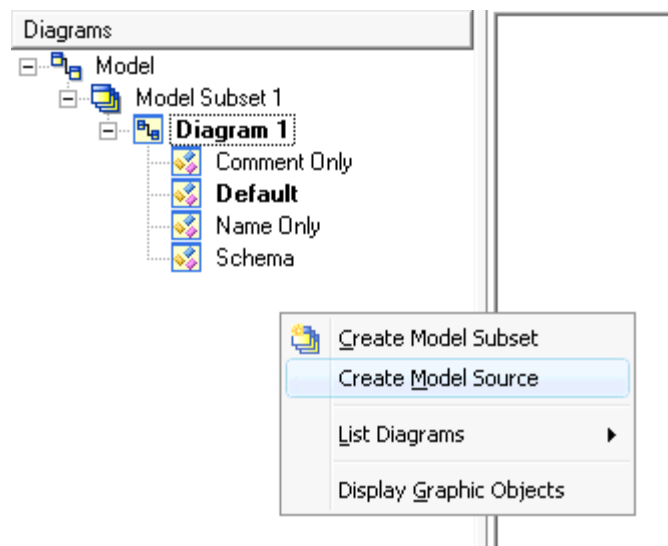 Diagrams
Model
Model Subset 1
Diagram 1
Comment Only
Default
Name Only
Schema
Create Model Subset
Create Model Source
List Diagrams
Display Graphic Objects